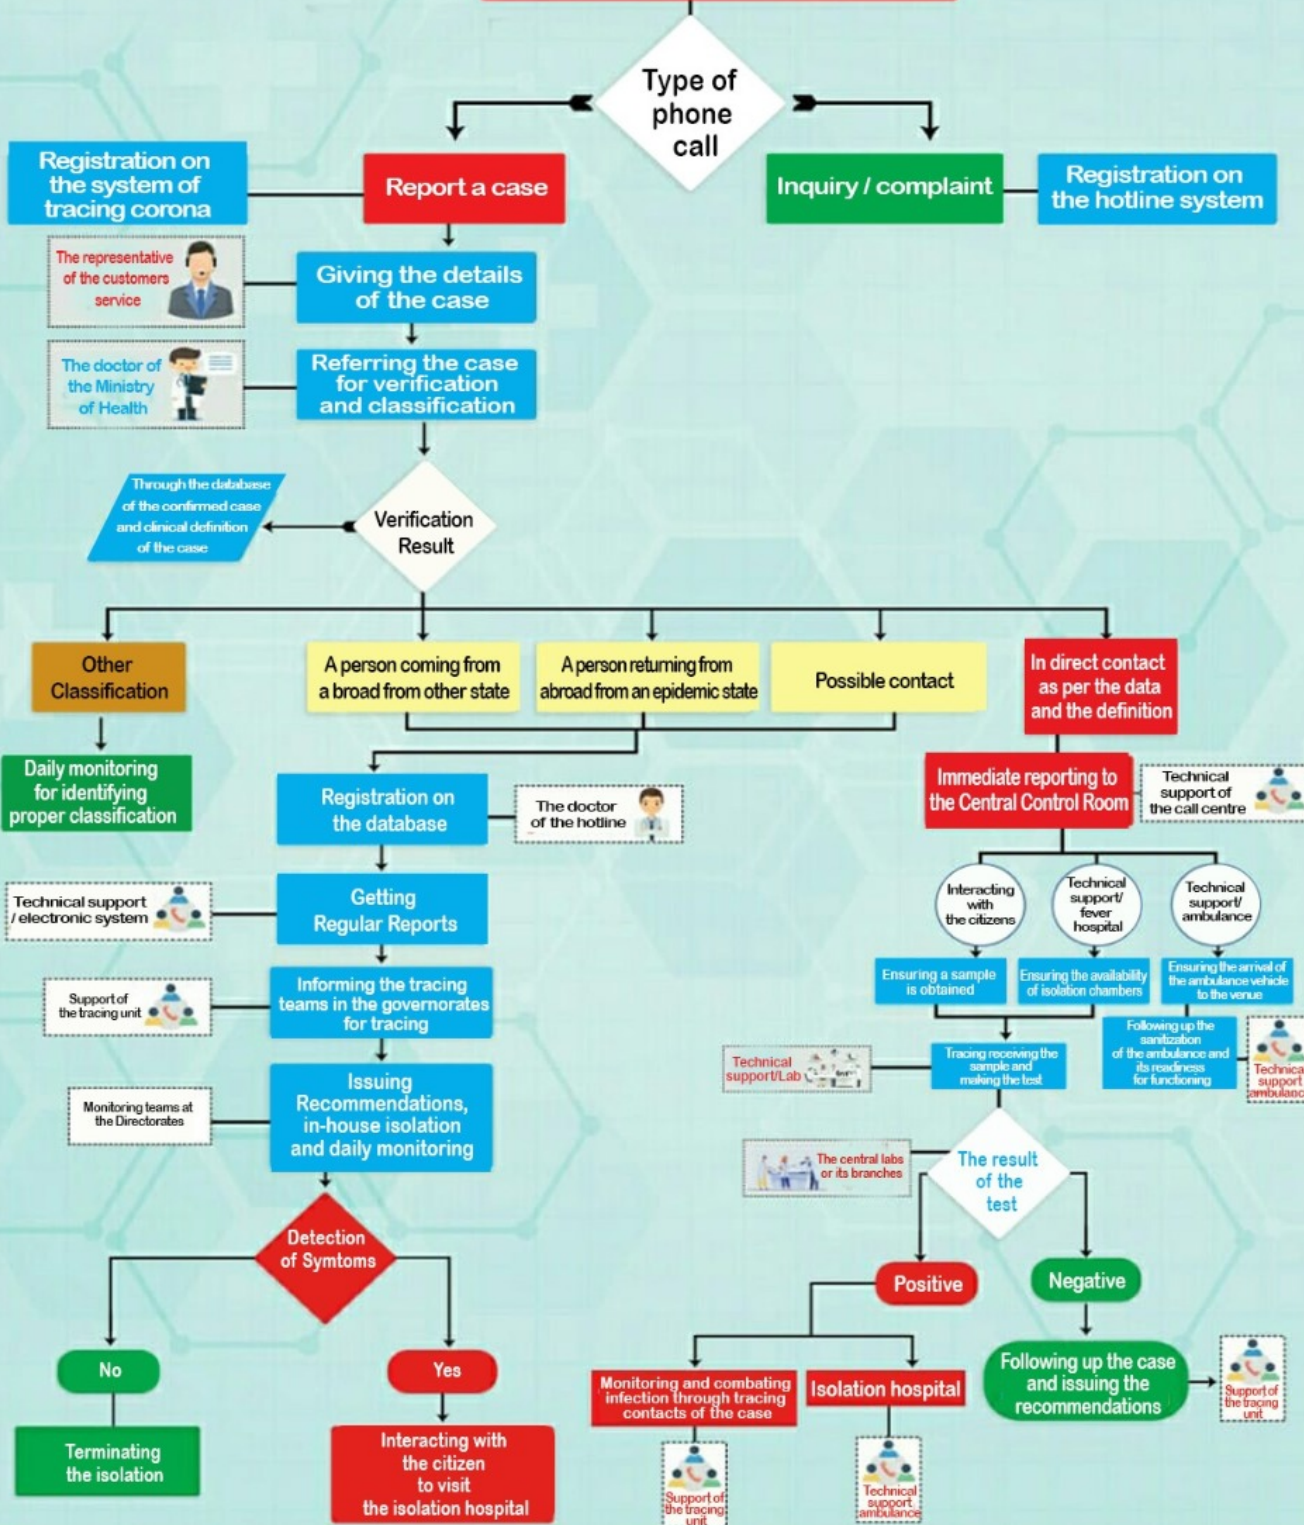 Type of
phone
call
Registration on
the system of
tracing corona
Report a case
Inquiry / complaint
Registration on
the hotline system
The representative
of the customers
service
Giving the details
of the case
The doctor of
the Ministry
of Health
Referring the case
for verification
and classification
Through the database
of the confirmed case
and clinical definition
of the case
Verification
Result
Other
Classification
A person coming from
a broad from other state
A person returning from
abroad from an epidemic state
Possible contact
In direct contact
as per the data
and the definition
Daily monitoring
for identifying
proper classification
Registration on
the database
The doctor
of the hotline
Immediate reporting to
the Central Control Room
Technical
support of
the call centre
Technical support
/ electronic system
Getting
Regular Reports
Interacting
with
the citizens
Technical
support/
fever
hospital
Technical
support/
ambulance
Support of
the tracing unit
Informing the tracing
teams in the governorates
for tracing
Ensuring a sample
is obtained
Ensuring the availability
of isolation chambers
Ensuring the arrival of
the ambulance vehicle
to the venue
Monitoring teams at
the Directorates
Issuing
Recommendations,
in-house isolation
and daily monitoring
Technical
support/Lab
Tracing receiving the
sample and
making the test
Following up the
sanitization
of the ambulance and
its readiness
for functioning
Technical
support
ambulance
The central labs
or its branches
The result
of the
test
Detection
of Symtoms
Positive
Negative
No
Yes
Monitoring and combating
infection through tracing
contacts of the case
Isolation hospital
Following up the case
and issuing the
recommendations
Support of
the tracing
unit
Terminating
the isolation
Interacting with
the citizen
to visit
the isolation hospital
Support of
the tracing
unit
Technical
support
ambulance